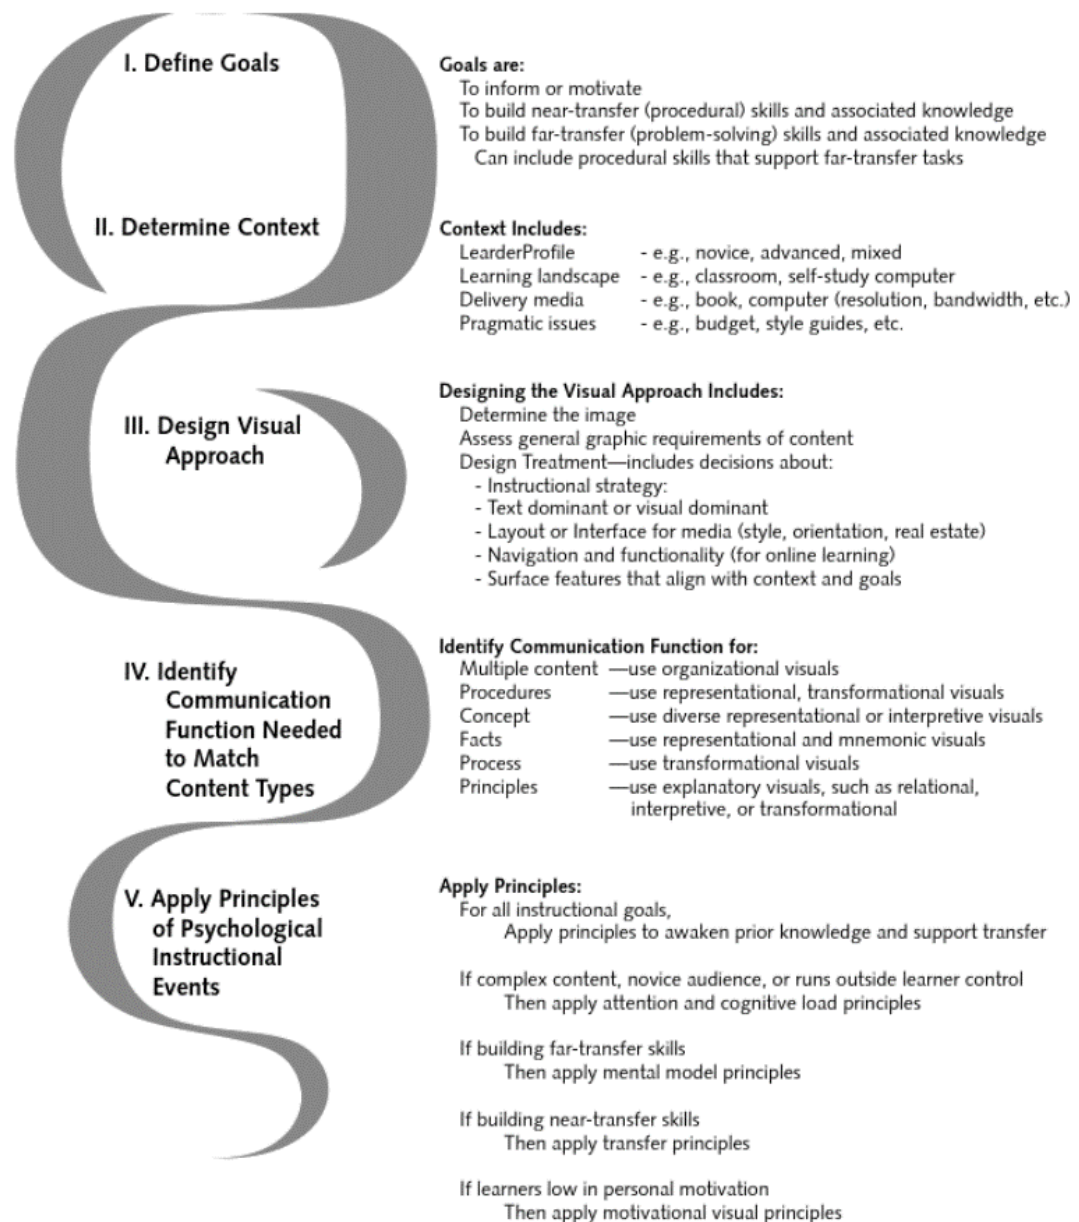 I. Define Goals
Goals are:
To inform or motivate
To build near-transfer (procedural) skills and associated knowledge
To build far-transfer (problem-solving) skills and associated knowledge
Can include procedural skills that support far-transfer tasks
II. Determine Context
Context Includes:
LearderProfile - e.g., novice, advanced, mixed
Learning landscape - e.g., classroom, self-study computer
Delivery media - e.g., book, computer (resolution, bandwidth, etc.)
Pragmatic issues - e.g., budget, style guides, etc.
III. Design Visual
Approach
Designing the Visual Approach Includes:
Determine the image
Assess general graphic requirements of content
Design Treatment—includes decisions about:
- Instructional strategy:
- Text dominant or visual dominant
- Layout or Interface for media (style, orientation, real estate)
- Navigation and functionality (for online learning)
- Surface features that align with context and goals
IV. Identify
Communication
Function Needed
to Match
Content Types
Identify Communication Function for:
Multiple content —use organizational visuals
Procedures —use representational, transformational visuals
Concept —use diverse representational or interpretive visuals
Facts —use representational and mnemonic visuals
Process —use transformational visuals
Principles —use explanatory visuals, such as relational,
interpretive, or transformational
V. Apply Principles
of Psychological
Instructional
Events
Apply Principles:
For all instructional goals,
Apply principles to awaken prior knowledge and support transfer
If complex content, novice audience, or runs outside learner control
Then apply attention and cognitive load principles
If building far-transfer skills
Then apply mental model principles
If building near-transfer skills
Then apply transfer principles
If learners low in personal motivation
Then apply motivational visual principles